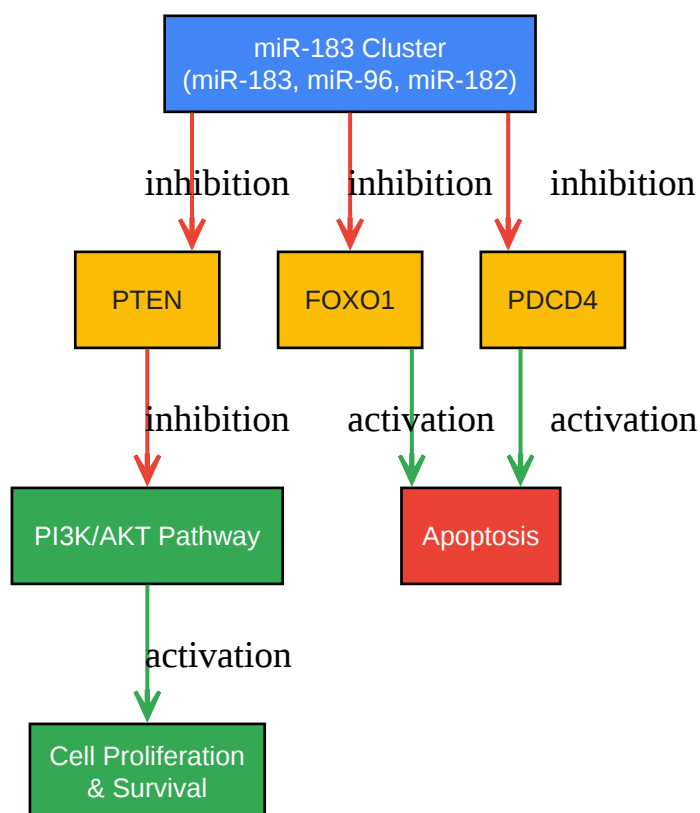 miR-183 Cluster
(miR-183, miR-96, miR-182)
inhibition
inhibition
inhibition
PTEN
FOXO1
PDCD4
inhibition
activation
activation
PI3K/AKT Pathway
Apoptosis
activation
Cell Proliferation
& Survival